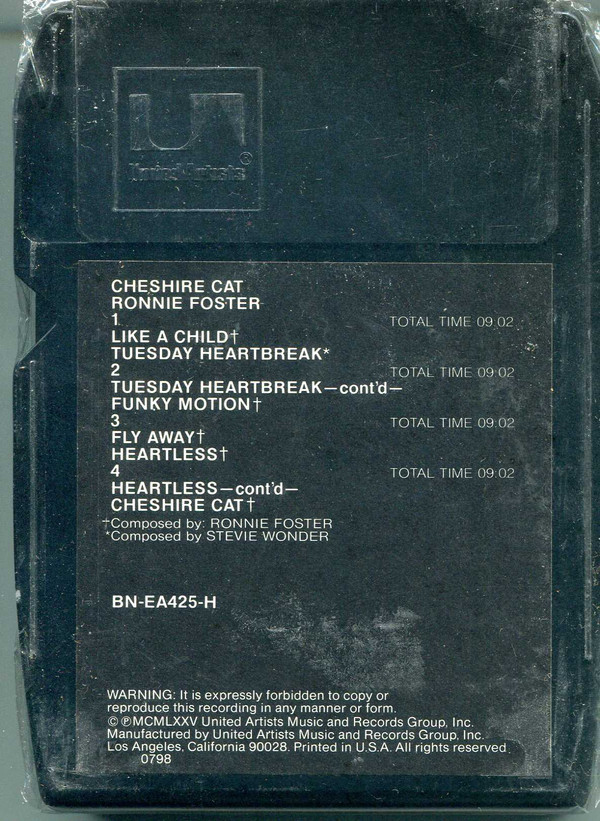 United Artists®
CHESHIRE CAT
RONNIE FOSTER
1 TOTAL TIME 09:02
LIKE A CHILD†
TUESDAY HEARTBREAK*
2 TOTAL TIME 09:02
TUESDAY HEARTBREAK—cont'd—
FUNKY MOTION†
3 TOTAL TIME 09:02
FLY AWAY†
HEARTLESS†
4 TOTAL TIME 09:02
HEARTLESS—cont'd—
CHESHIRE CAT†
†Composed by: RONNIE FOSTER
*Composed by STEVIE WONDER
BN-EA425-H
WARNING: It is expressly forbidden to copy or
reproduce this recording in any manner or form.
© ℗MCMLXXV United Artists Music and Records Group, Inc.
Manufactured by United Artists Music and Records Group, Inc.
Los Angeles, California 90028. Printed in U.S.A. All rights reserved
0798